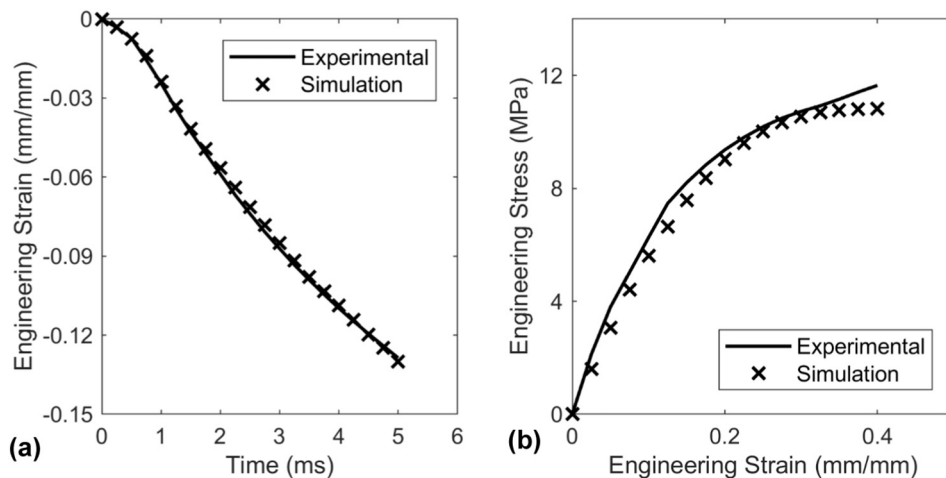 0
-0.03
-0.06
-0.09
-0.12
-0.15
Engineering Strain (mm/mm)
Experimental
Simulation
0 1 2 3 4 5 6
Time (ms)
(a)
12
8
4
0
Engineering Stress (MPa)
Experimental
Simulation
0 0.2 0.4
Engineering Strain (mm/mm)
(b)